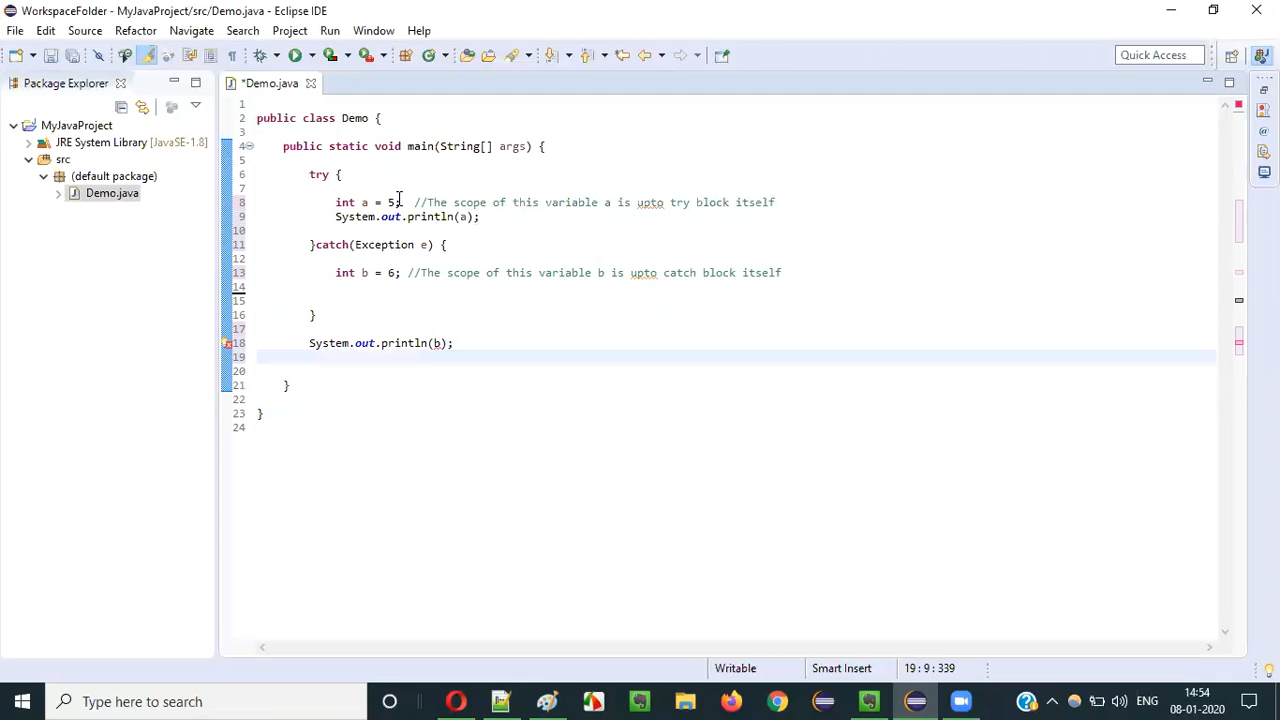 WorkspaceFolder - MyJavaProject/src/Demo.java - Eclipse IDE
File Edit Source Refactor Navigate Search Project Run Window Help
Quick Access
Package Explorer
*Demo.java
MyJavaProject
JRE System Library [JavaSE-1.8]
src
(default package)
Demo.java
1
2 public class Demo {
3
4 public static void main(String[] args) {
5
6 try {
7
8 int a = 5; //The scope of this variable a is upto try block itself
9 System.out.println(a);
10
11 }catch(Exception e) {
12
13 int b = 6; //The scope of this variable b is upto catch block itself
14
15
16 }
17
18 System.out.println(b);
19
20
21 }
22
23 }
24
Writable Smart Insert 19 : 9 : 339
Type here to search
ENG
14:54
08-01-2020